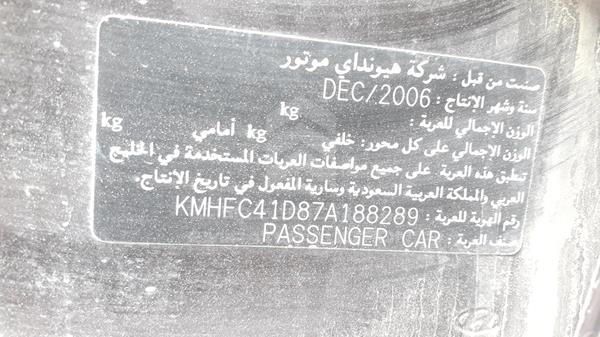 صنعت من قبل : شركة هيونداي موتور
سنة وشهر الانتاج : DEC/2006
الوزن الإجمالي للعربة : kg
الوزن الإجمالي على كل محور: خلفي kg أمامي kg
تطبق هذه العربة على جميع مواصفات العربات المستخدمة في الخليج
العربي والمملكة العربية السعودية وسارية المفعول في تاريخ الإنتاج.
رقم الهوية للعربة : KMHFC41D87A188289
صنف العربة : PASSENGER CAR